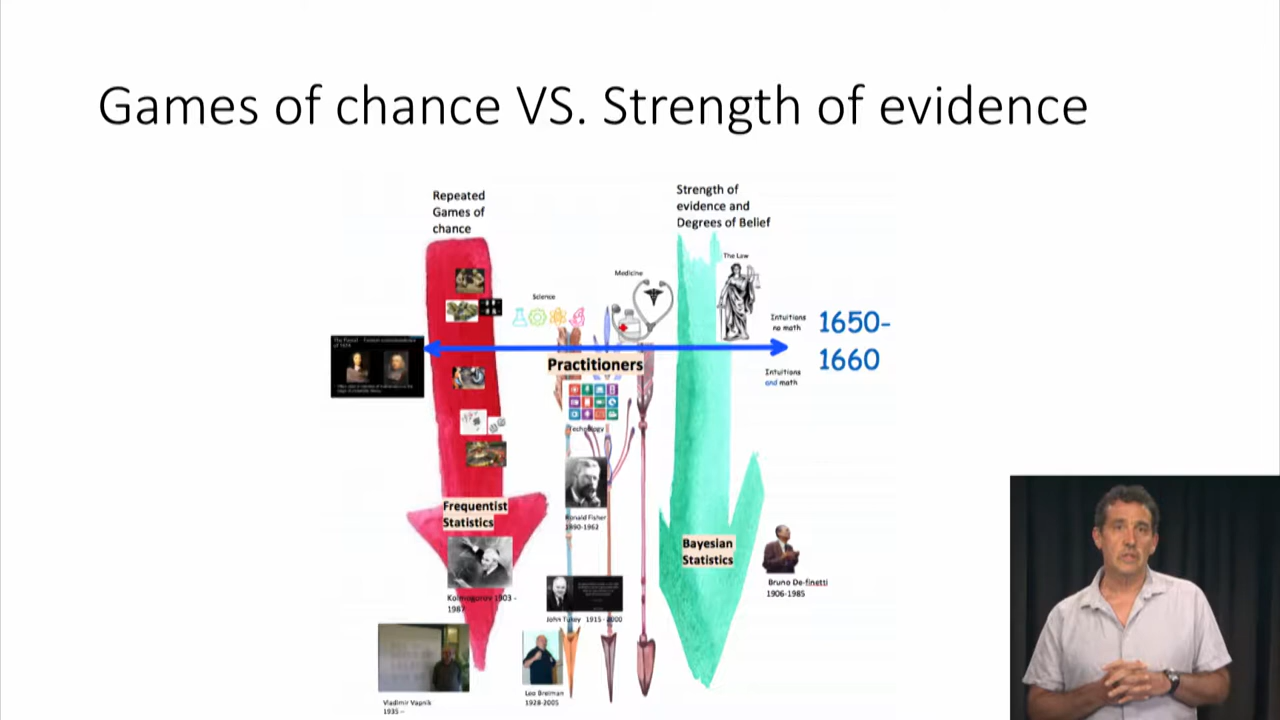 Games of chance VS. Strength of evidence
Repeated
Games of
chance
Strength of
evidence and
Degrees of Belief
The Law
Medicine
Science
Intuitions
no math
1650-
1660
Practitioners
Intuitions
and math
Technology
Frequentist
Statistics
Ronald Fisher
1890-1962
Bayesian
Statistics
Kolmogorov 1903 -
1987
Bruno De-finetti
1906-1985
John Tukey 1915 - 2000
Leo Breiman
1928-2005
Vladimir Vapnik
1935 –